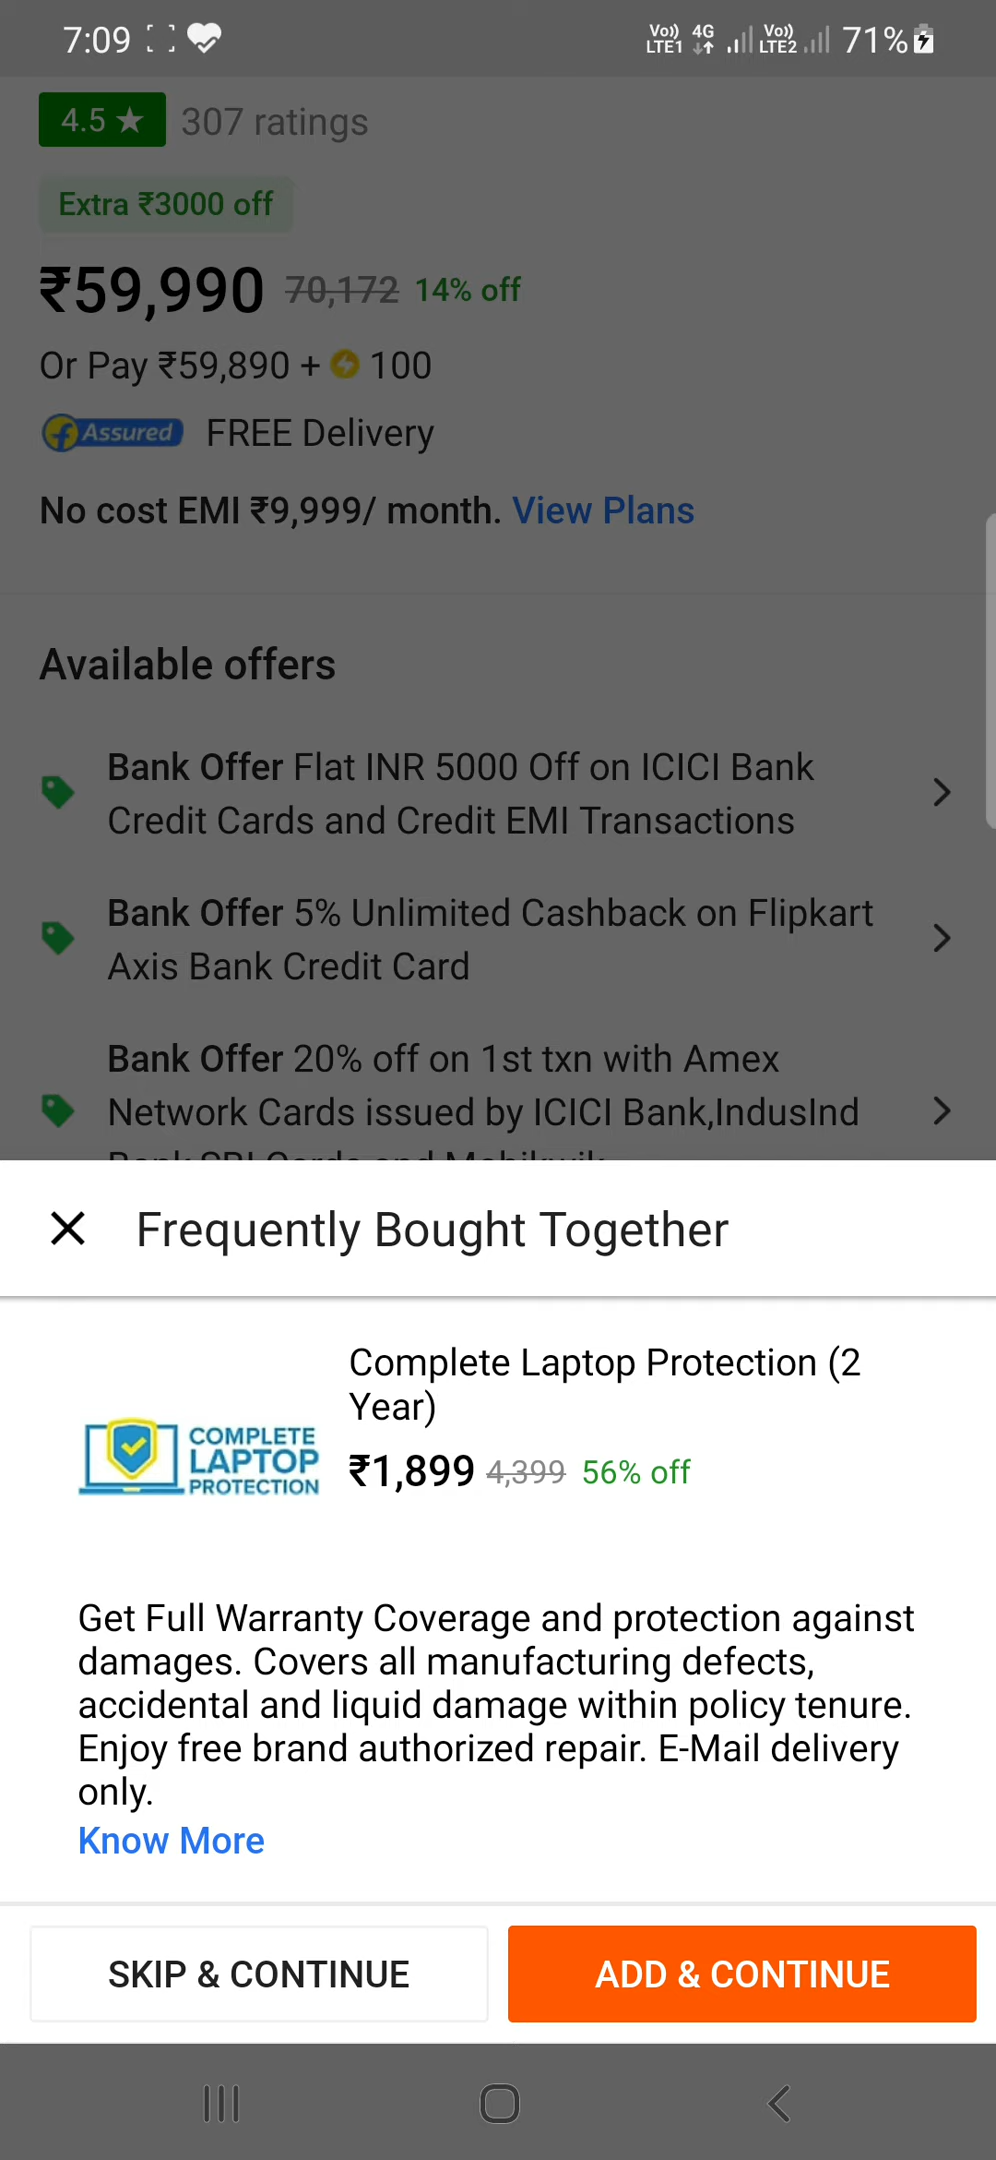 7:09
Vo)) LTE1 4G Vo)) LTE2 71%
4.5 ★ 307 ratings
Extra ₹3000 off
₹59,990 70,172 14% off
Or Pay ₹59,890 + 100
Assured FREE Delivery
No cost EMI ₹9,999/ month. View Plans
Available offers
Bank Offer Flat INR 5000 Off on ICICI Bank
Credit Cards and Credit EMI Transactions
Bank Offer 5% Unlimited Cashback on Flipkart
Axis Bank Credit Card
Bank Offer 20% off on 1st txn with Amex
Network Cards issued by ICICI Bank,IndusInd
Bank,SBI Cards and Mobikwik
Frequently Bought Together
Complete Laptop Protection (2
Year)
COMPLETE
LAPTOP
PROTECTION
₹1,899 4,399 56% off
Get Full Warranty Coverage and protection against
damages. Covers all manufacturing defects,
accidental and liquid damage within policy tenure.
Enjoy free brand authorized repair. E-Mail delivery
only.
Know More
SKIP & CONTINUE
ADD & CONTINUE